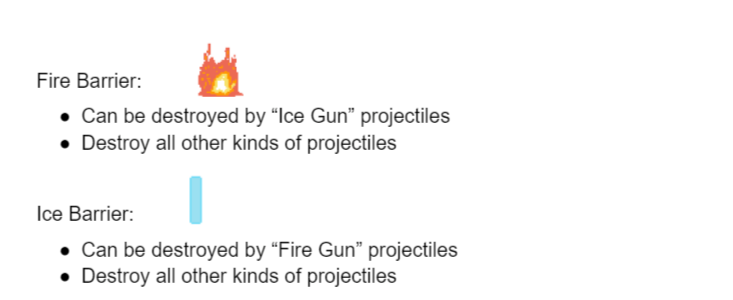 Fire Barrier:
● Can be destroyed by “Ice Gun” projectiles
● Destroy all other kinds of projectiles
Ice Barrier:
● Can be destroyed by “Fire Gun” projectiles
● Destroy all other kinds of projectiles